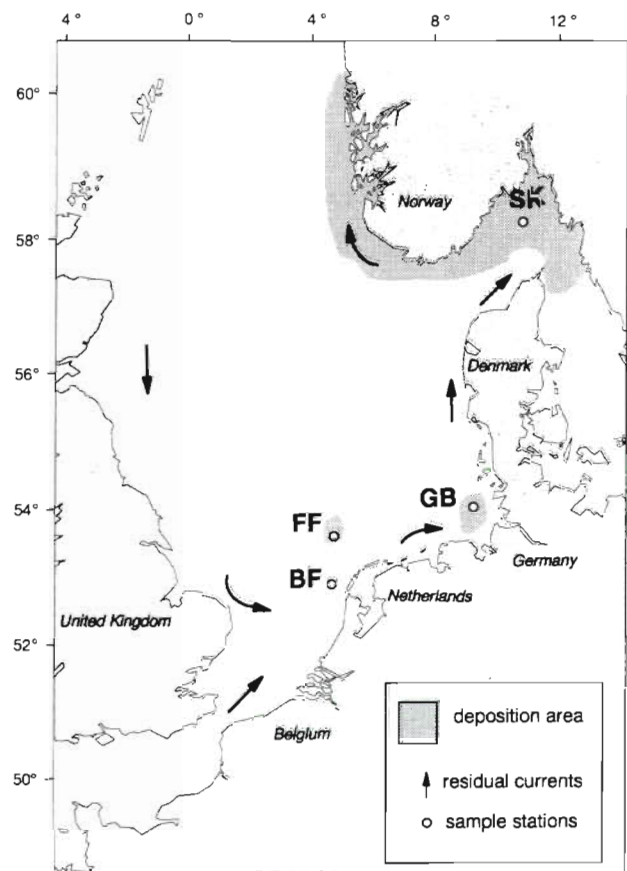 4° 0° 4° 8° 12°
60°
Norway
SK
58°
Denmark
56°
54°
GB
FF
Germany
BF
Netherlands
United Kingdom
52°
Belgium
50°
deposition area
residual currents
sample stations